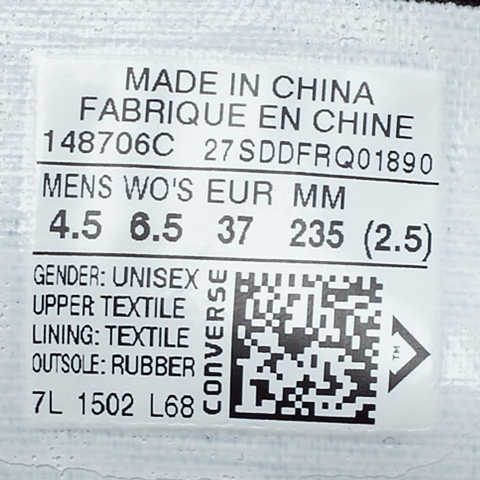 MADE IN CHINA
FABRIQUE EN CHINE
148706C 27SDDFRQ01890
MENS WO'S EUR MM
4.5 6.5 37 235 (2.5)
GENDER: UNISEX
UPPER TEXTILE
LINING: TEXTILE
OUTSOLE: RUBBER
7L 1502 L68
CONVERSE
TM